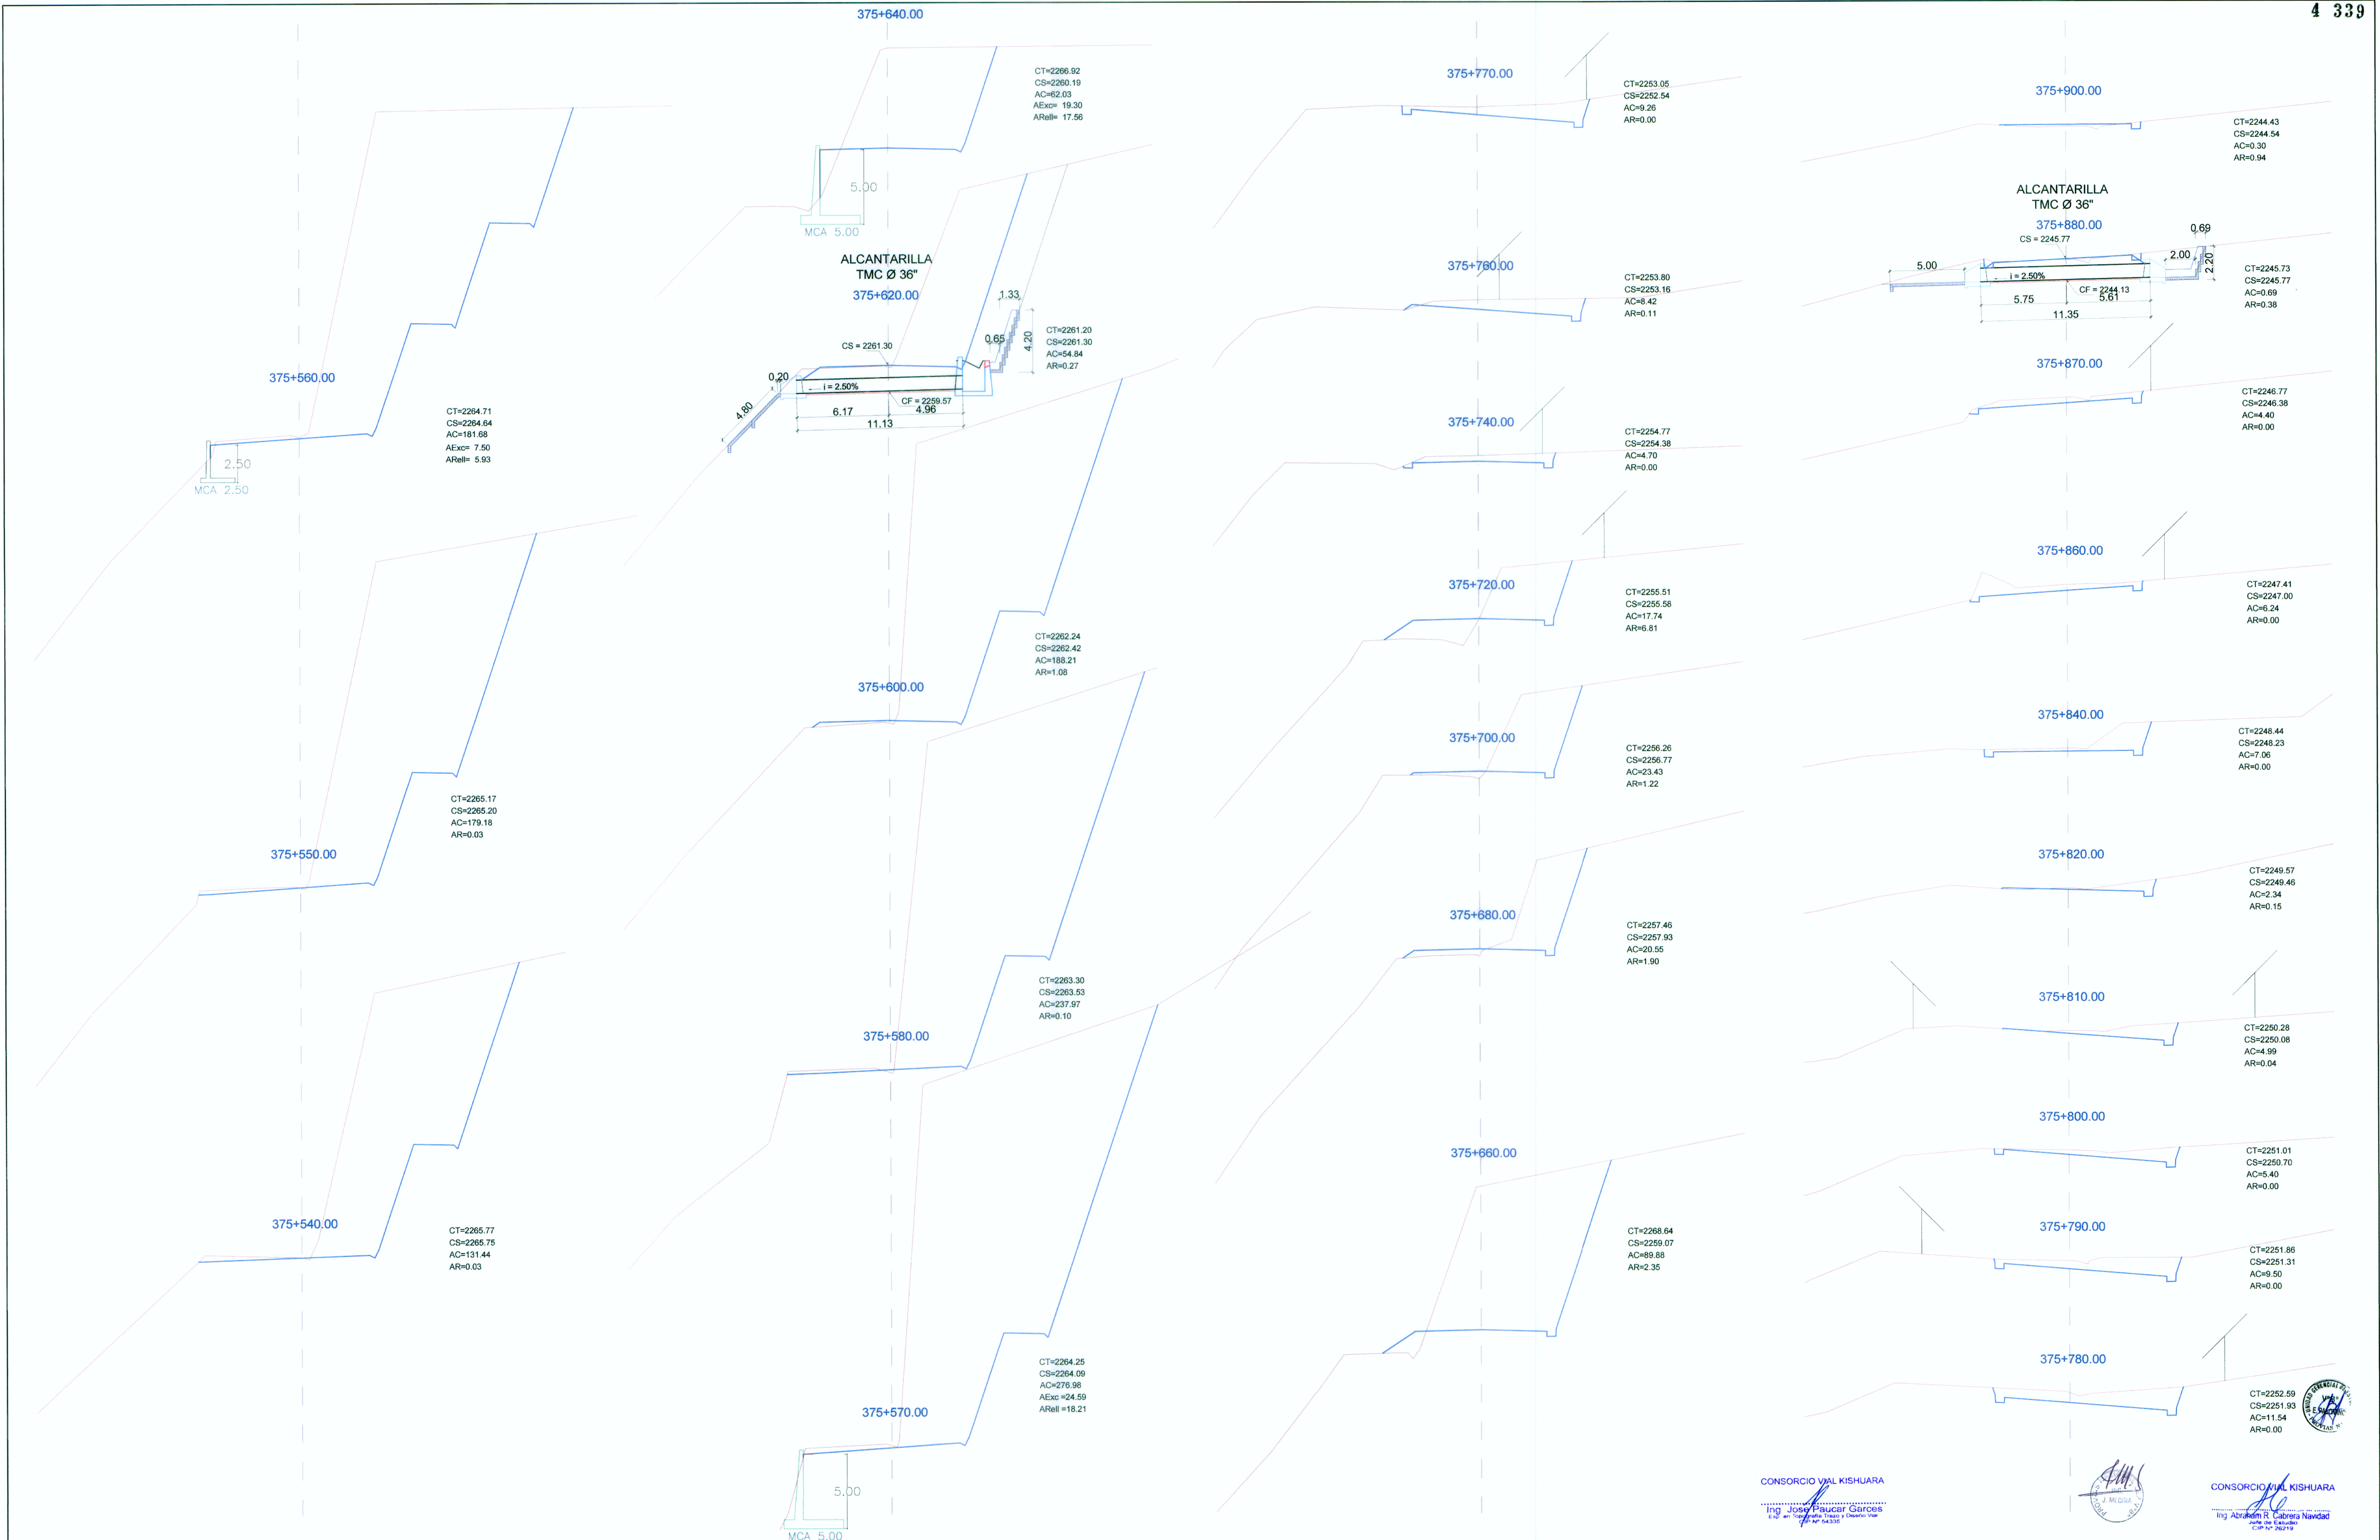 4 339
375+560.00
CT=2264.71
CS=2264.64
AC=181.68
AExc= 7.50
ARell= 5.93
2.50
MCA 2.50
375+550.00
CT=2265.17
CS=2265.20
AC=179.18
AR=0.03
375+540.00
CT=2265.77
CS=2265.75
AC=131.44
AR=0.03
375+640.00
CT=2266.92
CS=2260.19
AC=62.03
AExc= 19.30
ARell= 17.56
5.00
MCA 5.00
ALCANTARILLA
TMC Ø 36"
375+620.00
1.33
0.65
4.20
CS = 2261.30
CT=2261.20
CS=2261.30
AC=54.84
AR=0.27
0.20
i = 2.50%
4.80
CF = 2259.57
6.17
4.96
11.13
CT=2262.24
CS=2262.42
AC=188.21
AR=1.08
375+600.00
CT=2263.30
CS=2263.53
AC=237.97
AR=0.10
375+580.00
CT=2264.25
CS=2264.09
AC=276.98
AExc =24.59
ARell =18.21
375+570.00
5.00
MCA 5.00
375+770.00
CT=2253.05
CS=2252.54
AC=9.26
AR=0.00
375+760.00
CT=2253.80
CS=2253.16
AC=8.42
AR=0.11
375+740.00
CT=2254.77
CS=2254.38
AC=4.70
AR=0.00
375+720.00
CT=2255.51
CS=2255.58
AC=17.74
AR=6.81
375+700.00
CT=2256.26
CS=2256.77
AC=23.43
AR=1.22
375+680.00
CT=2257.46
CS=2257.93
AC=20.55
AR=1.90
375+660.00
CT=2268.64
CS=2259.07
AC=89.88
AR=2.35
375+900.00
CT=2244.43
CS=2244.54
AC=0.30
AR=0.94
ALCANTARILLA
TMC Ø 36"
375+880.00
CS = 2245.77
0.69
2.00
2.20
5.00
i = 2.50%
CF = 2244.13
5.75
5.61
11.35
CT=2245.73
CS=2245.77
AC=0.69
AR=0.38
375+870.00
CT=2246.77
CS=2246.38
AC=4.40
AR=0.00
375+860.00
CT=2247.41
CS=2247.00
AC=6.24
AR=0.00
375+840.00
CT=2248.44
CS=2248.23
AC=7.06
AR=0.00
375+820.00
CT=2249.57
CS=2249.46
AC=2.34
AR=0.15
375+810.00
CT=2250.28
CS=2250.08
AC=4.99
AR=0.04
375+800.00
CT=2251.01
CS=2250.70
AC=5.40
AR=0.00
375+790.00
CT=2251.86
CS=2251.31
AC=9.50
AR=0.00
375+780.00
CT=2252.59
CS=2251.93
AC=11.54
AR=0.00
CONSORCIO VIAL KISHUARA
Ing Jose Paucar Garces
Esp. en Topografia Trazo y Diseño Vial
CIP Nº 54335
J. MEDINA
CONSORCIO VIAL KISHUARA
Ing Abraham R. Cabrera Navidad
Jefe de Estudio
CIP Nº 26219